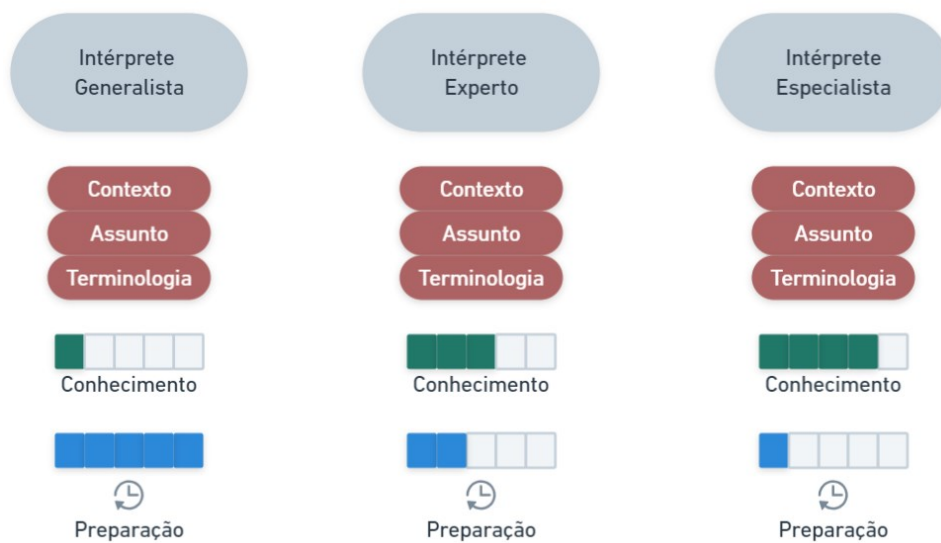 Intérprete
Generalista
Contexto
Assunto
Terminologia
Conhecimento
Preparação
Intérprete
Experto
Contexto
Assunto
Terminologia
Conhecimento
Preparação
Intérprete
Especialista
Contexto
Assunto
Terminologia
Conhecimento
Preparação